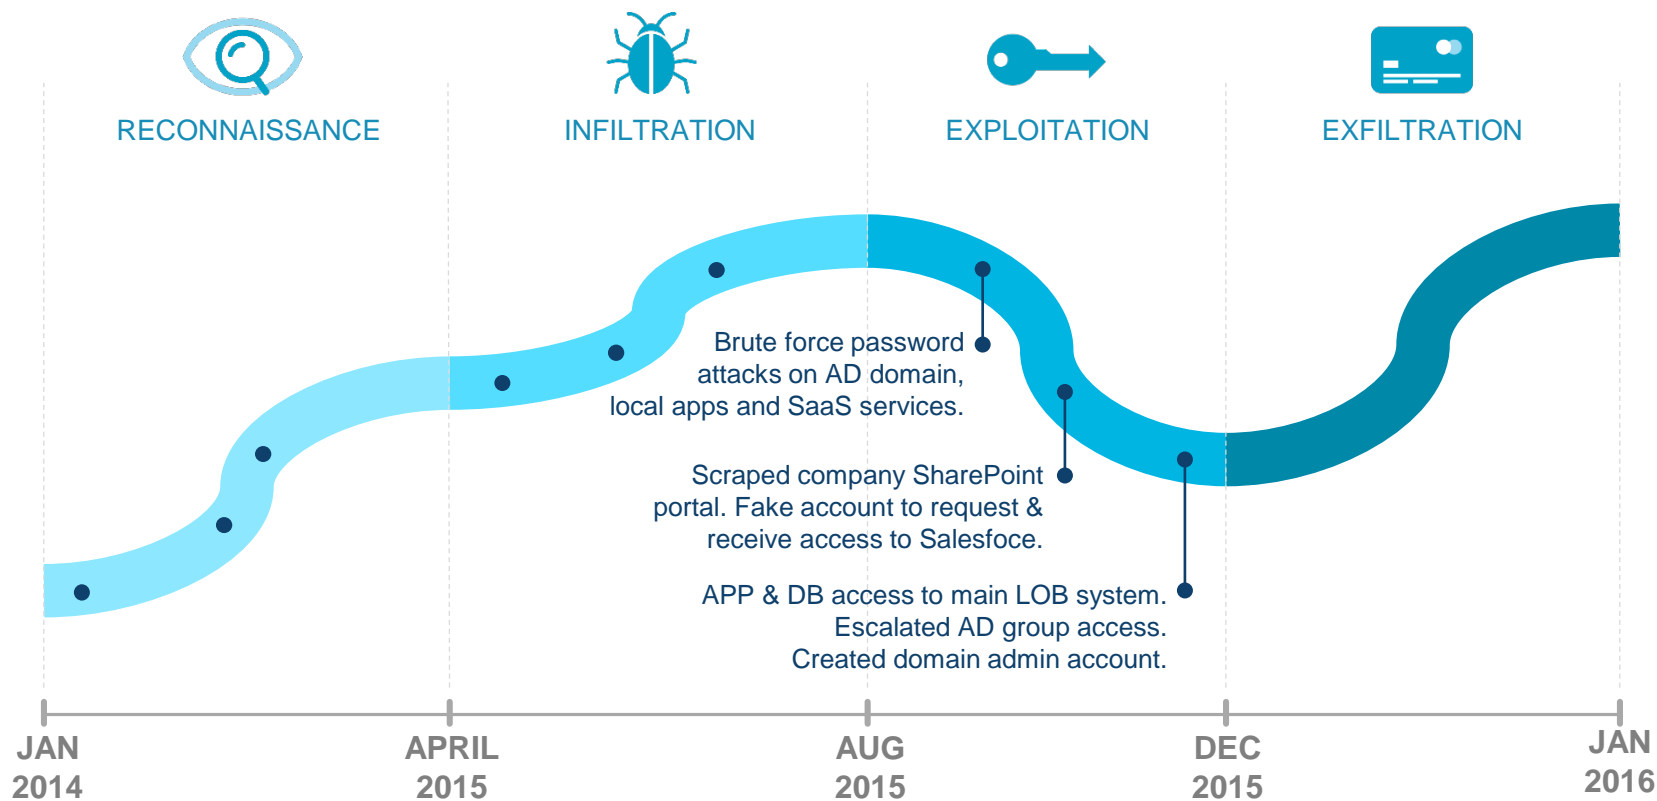 RECONNAISSANCE
INFILTRATION
EXPLOITATION
EXFILTRATION
Brute force password
attacks on AD domain,
local apps and SaaS services.
Scraped company SharePoint
portal. Fake account to request &
receive access to Salesfoce.
APP & DB access to main LOB system.
Escalated AD group access.
Created domain admin account.
JAN
2014
APRIL
2015
AUG
2015
DEC
2015
JAN
2016